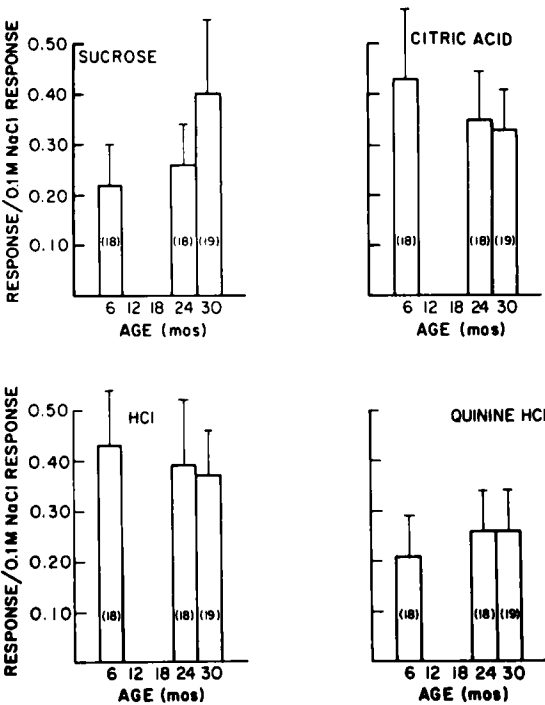 RESPONSE/0.1M NaCl RESPONSE
SUCROSE
0.50
0.40
0.30
0.20
0.10
(18) (18) (19)
6 12 18 24 30
AGE (mos)
CITRIC ACID
(18) (18) (19)
6 12 18 24 30
AGE (mos)
RESPONSE/0.1M NaCl RESPONSE
HCl
0.50
0.40
0.30
0.20
0.10
(18) (18) (19)
6 12 18 24 30
AGE (mos)
QUININE HCl
(18) (18) (19)
6 12 18 24 30
AGE (mos)